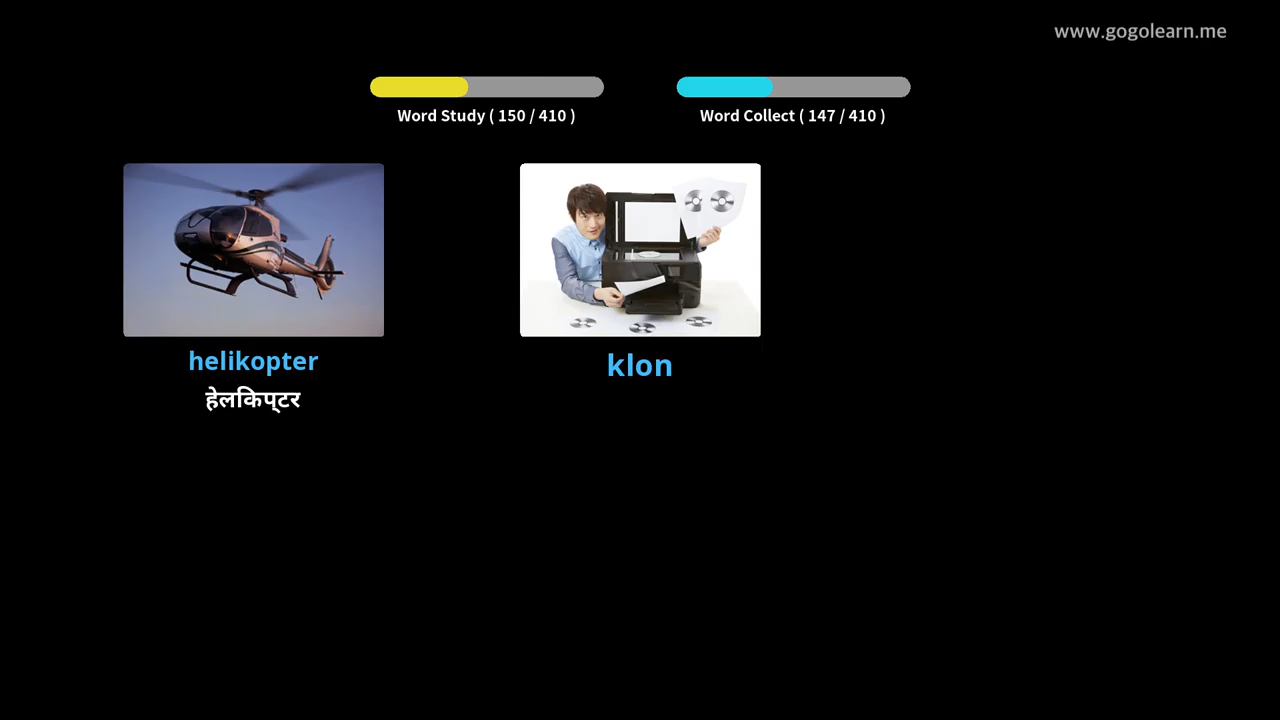 www.gogolearn.me
Word Study ( 150 / 410 )
Word Collect ( 147 / 410 )
helikopter
हेलकिप्टर
klon